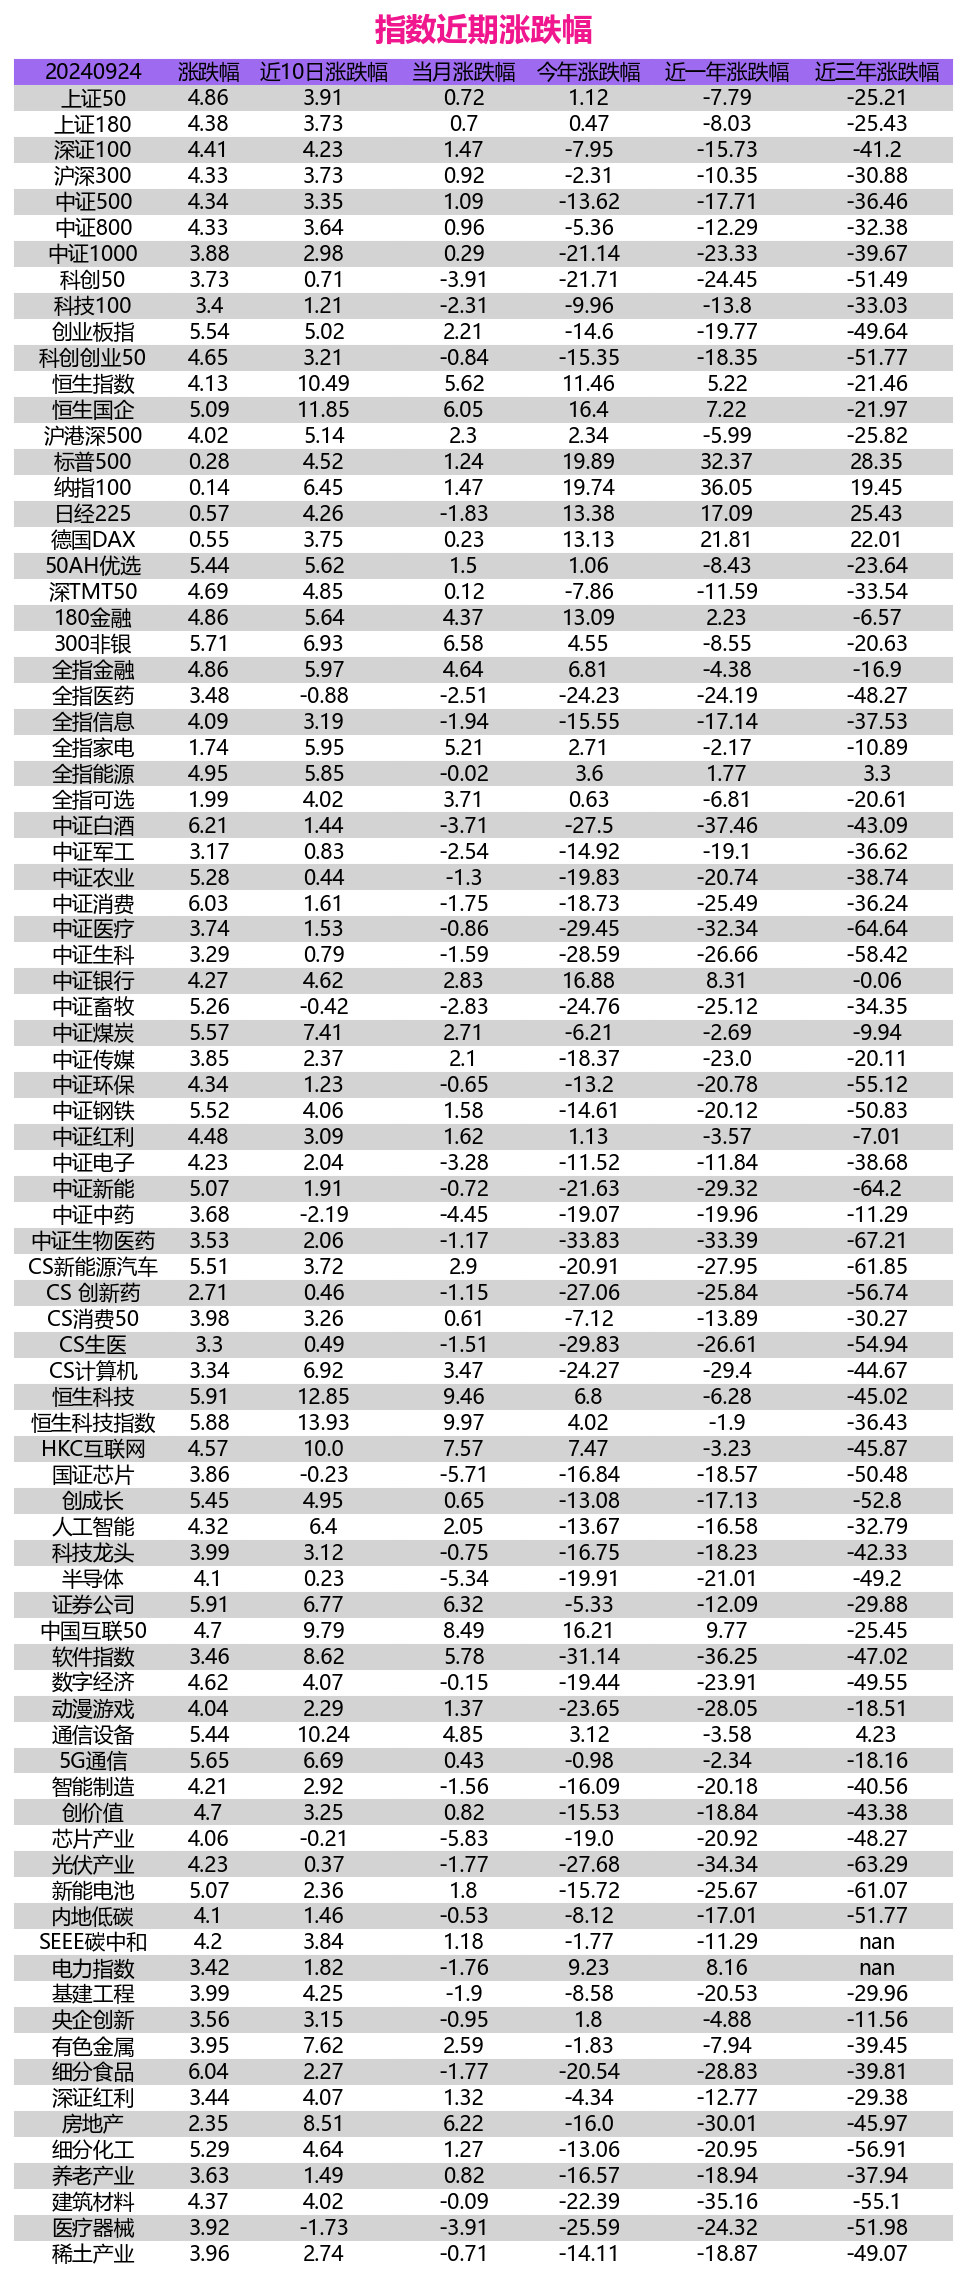 指数近期涨跌幅
20240924 涨跌幅 近10日涨跌幅 当月涨跌幅 今年涨跌幅 近一年涨跌幅 近三年涨跌幅
上证50 4.86 3.91 0.72 1.12 -7.79 -25.21
上证180 4.38 3.73 0.7 0.47 -8.03 -25.43
深证100 4.41 4.23 1.47 -7.95 -15.73 -41.2
沪深300 4.33 3.73 0.92 -2.31 -10.35 -30.88
中证500 4.34 3.35 1.09 -13.62 -17.71 -36.46
中证800 4.33 3.64 0.96 -5.36 -12.29 -32.38
中证1000 3.88 2.98 0.29 -21.14 -23.33 -39.67
科创50 3.73 0.71 -3.91 -21.71 -24.45 -51.49
科技100 3.4 1.21 -2.31 -9.96 -13.8 -33.03
创业板指 5.54 5.02 2.21 -14.6 -19.77 -49.64
科创创业50 4.65 3.21 -0.84 -15.35 -18.35 -51.77
恒生指数 4.13 10.49 5.62 11.46 5.22 -21.46
恒生国企 5.09 11.85 6.05 16.4 7.22 -21.97
沪港深500 4.02 5.14 2.3 2.34 -5.99 -25.82
标普500 0.28 4.52 1.24 19.89 32.37 28.35
纳指100 0.14 6.45 1.47 19.74 36.05 19.45
日经225 0.57 4.26 -1.83 13.38 17.09 25.43
德国DAX 0.55 3.75 0.23 13.13 21.81 22.01
50AH优选 5.44 5.62 1.5 1.06 -8.43 -23.64
深TMT50 4.69 4.85 0.12 -7.86 -11.59 -33.54
180金融 4.86 5.64 4.37 13.09 2.23 -6.57
300非银 5.71 6.93 6.58 4.55 -8.55 -20.63
全指金融 4.86 5.97 4.64 6.81 -4.38 -16.9
全指医药 3.48 -0.88 -2.51 -24.23 -24.19 -48.27
全指信息 4.09 3.19 -1.94 -15.55 -17.14 -37.53
全指家电 1.74 5.95 5.21 2.71 -2.17 -10.89
全指能源 4.95 5.85 -0.02 3.6 1.77 3.3
全指可选 1.99 4.02 3.71 0.63 -6.81 -20.61
中证白酒 6.21 1.44 -3.71 -27.5 -37.46 -43.09
中证军工 3.17 0.83 -2.54 -14.92 -19.1 -36.62
中证农业 5.28 0.44 -1.3 -19.83 -20.74 -38.74
中证消费 6.03 1.61 -1.75 -18.73 -25.49 -36.24
中证医疗 3.74 1.53 -0.86 -29.45 -32.34 -64.64
中证生科 3.29 0.79 -1.59 -28.59 -26.66 -58.42
中证银行 4.27 4.62 2.83 16.88 8.31 -0.06
中证畜牧 5.26 -0.42 -2.83 -24.76 -25.12 -34.35
中证煤炭 5.57 7.41 2.71 -6.21 -2.69 -9.94
中证传媒 3.85 2.37 2.1 -18.37 -23.0 -20.11
中证环保 4.34 1.23 -0.65 -13.2 -20.78 -55.12
中证钢铁 5.52 4.06 1.58 -14.61 -20.12 -50.83
中证红利 4.48 3.09 1.62 1.13 -3.57 -7.01
中证电子 4.23 2.04 -3.28 -11.52 -11.84 -38.68
中证新能 5.07 1.91 -0.72 -21.63 -29.32 -64.2
中证中药 3.68 -2.19 -4.45 -19.07 -19.96 -11.29
中证生物医药 3.53 2.06 -1.17 -33.83 -33.39 -67.21
CS新能源汽车 5.51 3.72 2.9 -20.91 -27.95 -61.85
CS 创新药 2.71 0.46 -1.15 -27.06 -25.84 -56.74
CS消费50 3.98 3.26 0.61 -7.12 -13.89 -30.27
CS生医 3.3 0.49 -1.51 -29.83 -26.61 -54.94
CS计算机 3.34 6.92 3.47 -24.27 -29.4 -44.67
恒生科技 5.91 12.85 9.46 6.8 -6.28 -45.02
恒生科技指数 5.88 13.93 9.97 4.02 -1.9 -36.43
HKC互联网 4.57 10.0 7.57 7.47 -3.23 -45.87
国证芯片 3.86 -0.23 -5.71 -16.84 -18.57 -50.48
创成长 5.45 4.95 0.65 -13.08 -17.13 -52.8
人工智能 4.32 6.4 2.05 -13.67 -16.58 -32.79
科技龙头 3.99 3.12 -0.75 -16.75 -18.23 -42.33
半导体 4.1 0.23 -5.34 -19.91 -21.01 -49.2
证券公司 5.91 6.77 6.32 -5.33 -12.09 -29.88
中国互联50 4.7 9.79 8.49 16.21 9.77 -25.45
软件指数 3.46 8.62 5.78 -31.14 -36.25 -47.02
数字经济 4.62 4.07 -0.15 -19.44 -23.91 -49.55
动漫游戏 4.04 2.29 1.37 -23.65 -28.05 -18.51
通信设备 5.44 10.24 4.85 3.12 -3.58 4.23
5G通信 5.65 6.69 0.43 -0.98 -2.34 -18.16
智能制造 4.21 2.92 -1.56 -16.09 -20.18 -40.56
创价值 4.7 3.25 0.82 -15.53 -18.84 -43.38
芯片产业 4.06 -0.21 -5.83 -19.0 -20.92 -48.27
光伏产业 4.23 0.37 -1.77 -27.68 -34.34 -63.29
新能电池 5.07 2.36 1.8 -15.72 -25.67 -61.07
内地低碳 4.1 1.46 -0.53 -8.12 -17.01 -51.77
SEEE碳中和 4.2 3.84 1.18 -1.77 -11.29 nan
电力指数 3.42 1.82 -1.76 9.23 8.16 nan
基建工程 3.99 4.25 -1.9 -8.58 -20.53 -29.96
央企创新 3.56 3.15 -0.95 1.8 -4.88 -11.56
有色金属 3.95 7.62 2.59 -1.83 -7.94 -39.45
细分食品 6.04 2.27 -1.77 -20.54 -28.83 -39.81
深证红利 3.44 4.07 1.32 -4.34 -12.77 -29.38
房地产 2.35 8.51 6.22 -16.0 -30.01 -45.97
细分化工 5.29 4.64 1.27 -13.06 -20.95 -56.91
养老产业 3.63 1.49 0.82 -16.57 -18.94 -37.94
建筑材料 4.37 4.02 -0.09 -22.39 -35.16 -55.1
医疗器械 3.92 -1.73 -3.91 -25.59 -24.32 -51.98
稀土产业 3.96 2.74 -0.71 -14.11 -18.87 -49.07